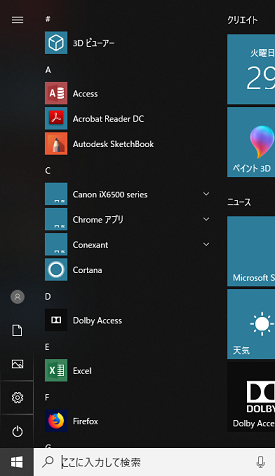 #
3D ビューアー
A
Access
Acrobat Reader DC
Autodesk SketchBook
C
Canon iX6500 series
Chrome アプリ
Conexant
Cortana
D
Dolby Access
E
Excel
F
Firefox
G
クリエイト
火曜日
29
ペイント 3D
ニュース
Microsoft S
天気
DOLBY
Dolby Access
ここに入力して検索